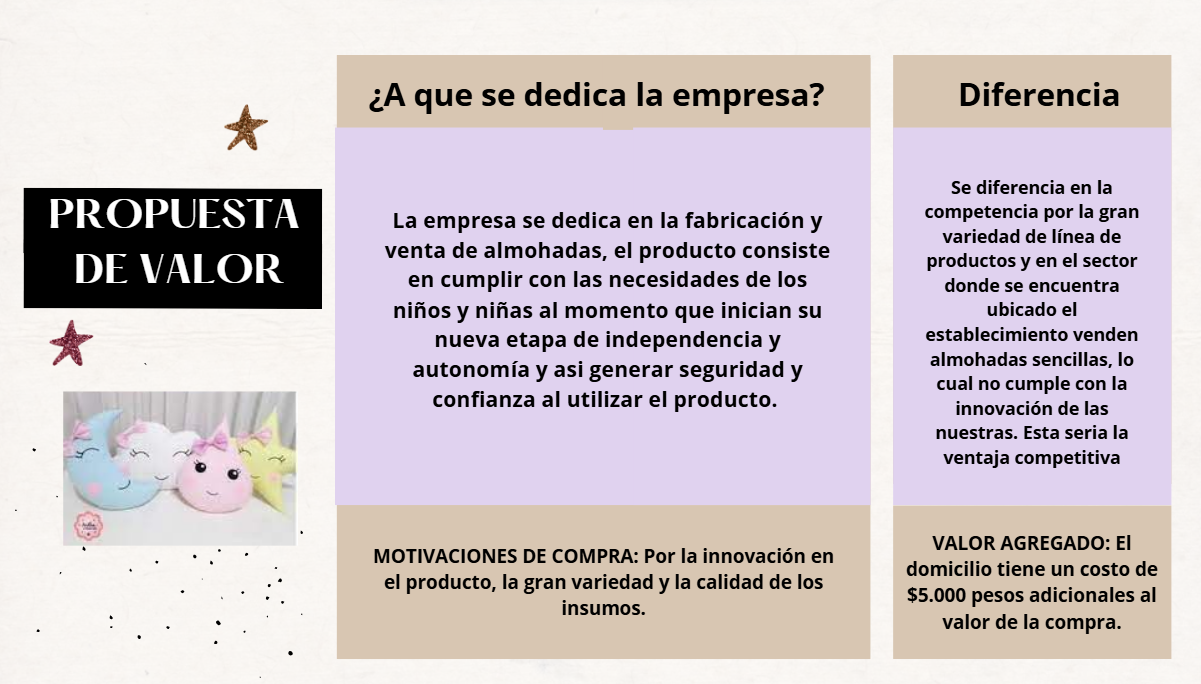 PROPUESTA
DE VALOR
¿A que se dedica la empresa?
La empresa se dedica en la fabricación y
venta de almohadas, el producto consiste
en cumplir con las necesidades de los
niños y niñas al momento que inician su
nueva etapa de independencia y
autonomía y asi generar seguridad y
confianza al utilizar el producto.
MOTIVACIONES DE COMPRA: Por la innovación en
el producto, la gran variedad y la calidad de los
insumos.
Diferencia
Se diferencia en la
competencia por la gran
variedad de línea de
productos y en el sector
donde se encuentra
ubicado el
establecimiento venden
almohadas sencillas, lo
cual no cumple con la
innovación de las
nuestras. Esta seria la
ventaja competitiva
VALOR AGREGADO: El
domicilio tiene un costo de
$5.000 pesos adicionales al
valor de la compra.